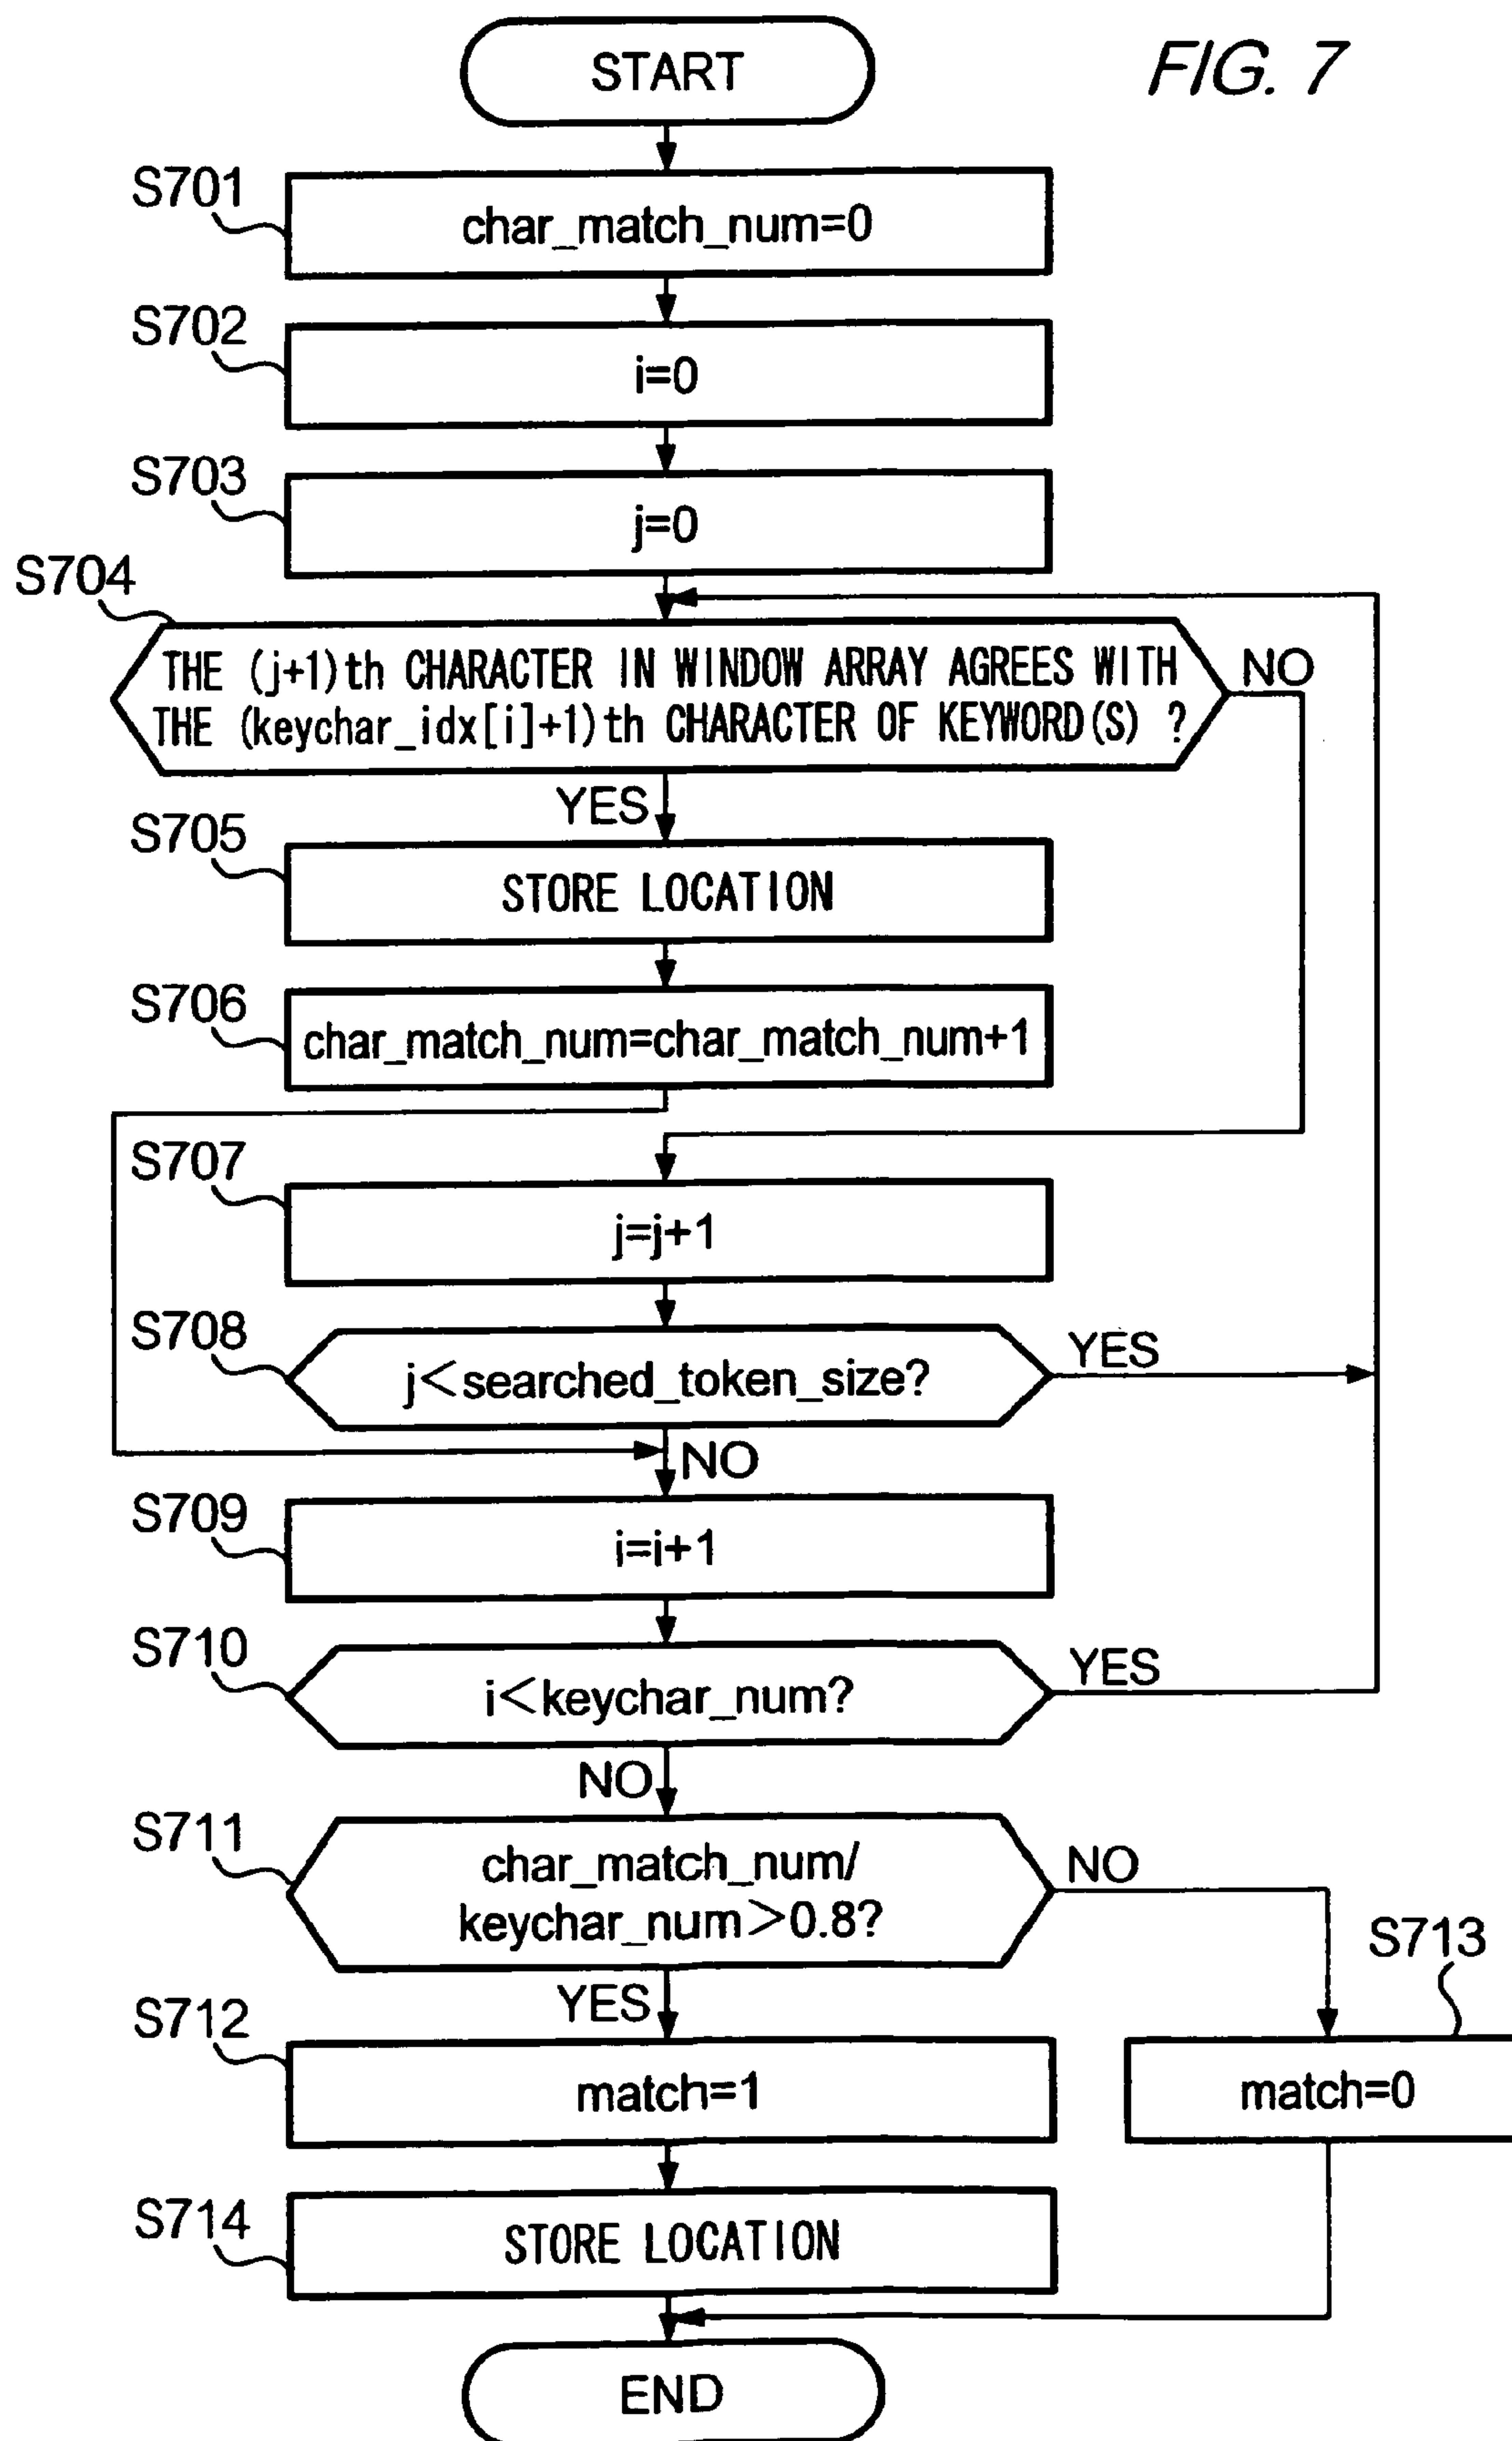 START
FIG. 7
S701
char_match_num=0
S702
i=0
S703
j=0
S704
THE (j+1)th CHARACTER IN WINDOW ARRAY AGREES WITH
THE (keychar_idx[i]+1)th CHARACTER OF KEYWORD(S) ?
NO
YES
S705
STORE LOCATION
S706
char_match_num=char_match_num+1
S707
j=j+1
S708
j<searched_token_size?
YES
NO
S709
i=i+1
S710
i<keychar_num?
YES
NO
S711
char_match_num/
keychar_num>0.8?
NO
S713
YES
S712
match=1
match=0
S714
STORE LOCATION
END